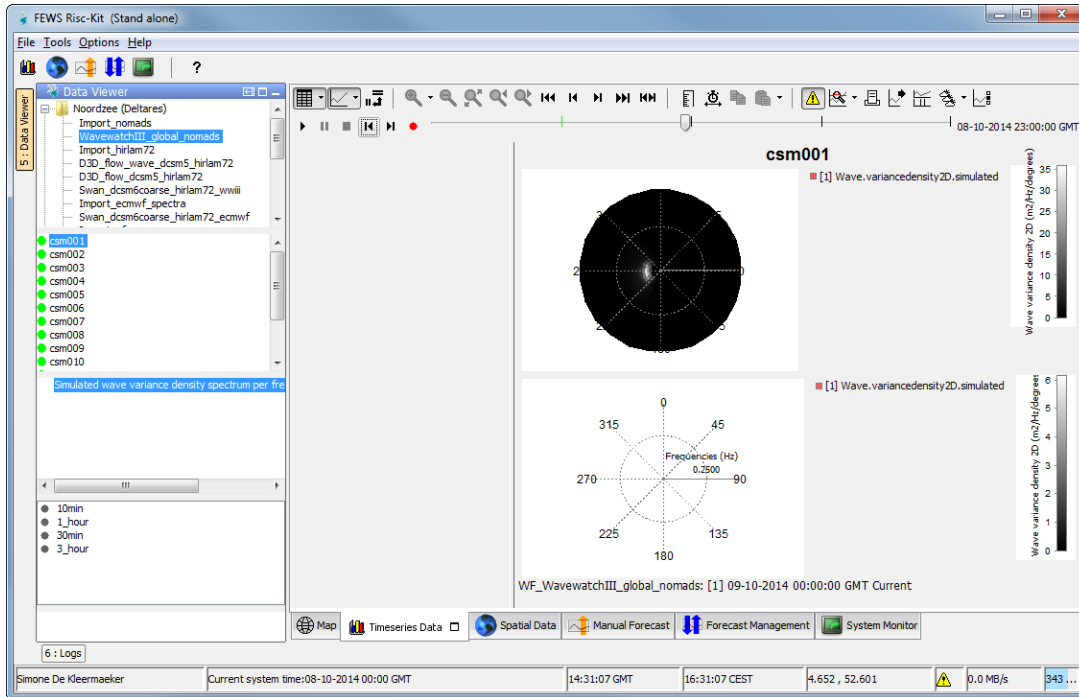 FEWS Risc-Kit (Stand alone)
File Tools Options Help
?
5 : Data Viewer
Data Viewer
Noordzee (Deltares)
Import_nomads
WavewatchIII_global_nomads
Import_hirlam72
D3D_flow_wave_dcsm5_hirlam72
D3D_flow_dcsm5_hirlam72
Swan_dcsm6coarse_hirlam72_wwiii
Import_ecmwf_spectra
Swan_dcsm6coarse_hirlam72_ecmwf
csm001
csm002
csm003
csm004
csm005
csm006
csm007
csm008
csm009
csm010
Simulated wave variance density spectrum per fre
10min
1_hour
30min
3_hour
08-10-2014 23:00:00 GMT
csm001
[1] Wave.variancedensity2D.simulated
Wave variance density 2D (m2/Hz/degrees)
35
30
25
20
15
10
5
0
[1] Wave.variancedensity2D.simulated
Wave variance density 2D (m2/Hz/degrees)
6
5
4
3
2
1
0
0
315
45
Frequencies (Hz)
0.2500
270
90
225
135
180
WF_WavewatchIII_global_nomads: [1] 09-10-2014 00:00:00 GMT Current
Map
Timeseries Data
Spatial Data
Manual Forecast
Forecast Management
System Monitor
6 : Logs
Simone De Kleermaeker
Current system time:08-10-2014 00:00 GMT
14:31:07 GMT
16:31:07 CEST
4.652 , 52.601
0.0 MB/s
343 ...